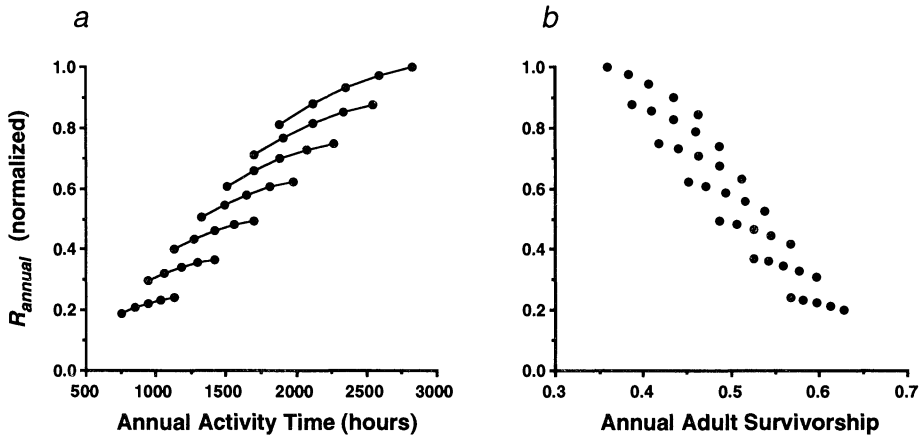 a
b
R annual (normalized)
1.0
0.8
0.6
0.4
0.2
0.0
500 1000 1500 2000 2500 3000
Annual Activity Time (hours)
1.0
0.8
0.6
0.4
0.2
0.0
0.3 0.4 0.5 0.6 0.7
Annual Adult Survivorship